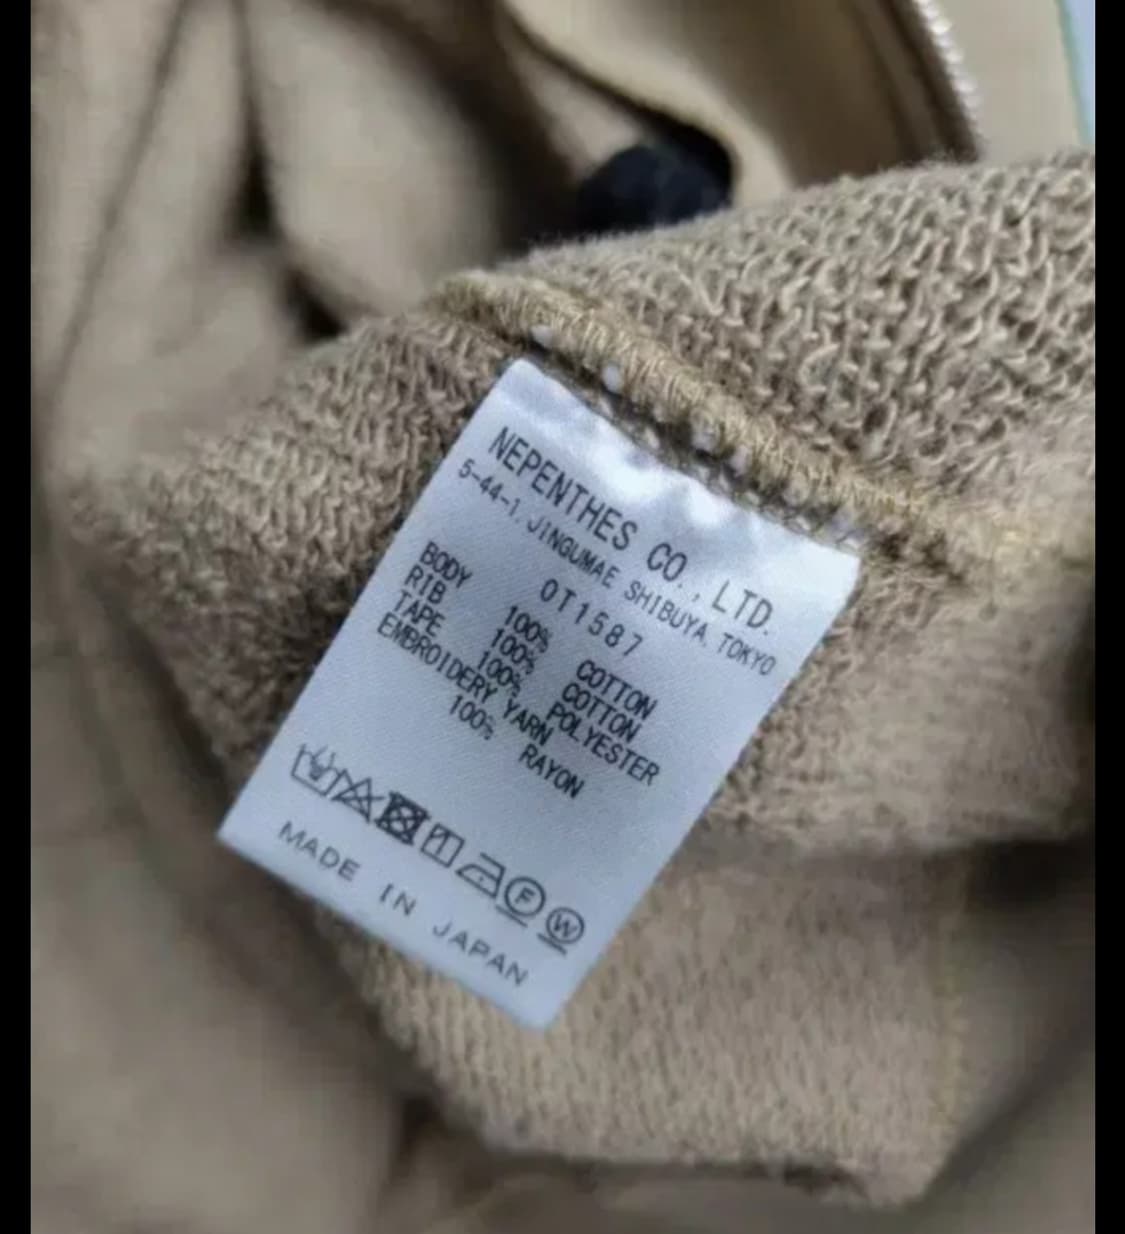 NEPENTHES CO., LTD.
5-44-1, JINGUMAE SHIBUYA, TOKYO
OT1587
BODY 100% COTTON
RIB 100% COTTON
TAPE 100% POLYESTER
EMBROIDERY YARN
100% RAYON
F W
MADE IN JAPAN